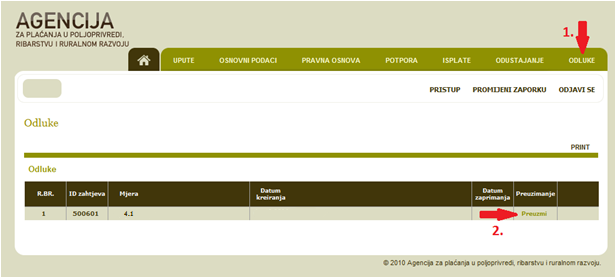 AGENCIJA
ZA PLAĆANJA U POLJOPRIVREDI,
RIBARSTVU I RURALNOM RAZVOJU
1.
UPUTE OSNOVNI PODACI PRAVNA OSNOVA POTPORA ISPLATE ODUSTAJANJE ODLUKE
PRISTUP PROMIJENI ZAPORKU ODJAVI SE
Odluke
PRINT
Odluke
R.BR. ID zahtjeva Mjera Datum kreiranja Datum zaprimanja Preuzimanje
1 500601 4.1 Preuzmi
2.
© 2010 Agencija za plaćanja u poljoprivredi, ribarstvu i ruralnom razvoju.